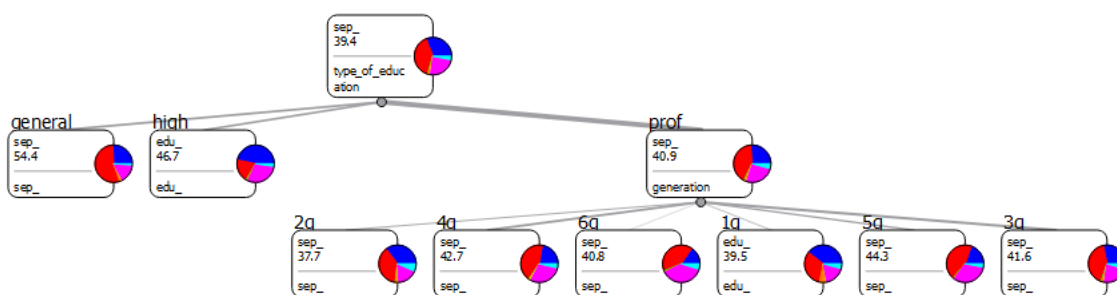 sep_
39.4
type_of_educ
ation
general
high
prof
sep_
54.4
sep_
edu_
46.7
edu_
sep_
40.9
generation
2g
4g
6g
1g
5g
3g
sep_
37.7
sep_
sep_
42.7
sep_
sep_
40.8
sep_
edu_
39.5
edu_
sep_
44.3
sep_
sep_
41.6
sep_